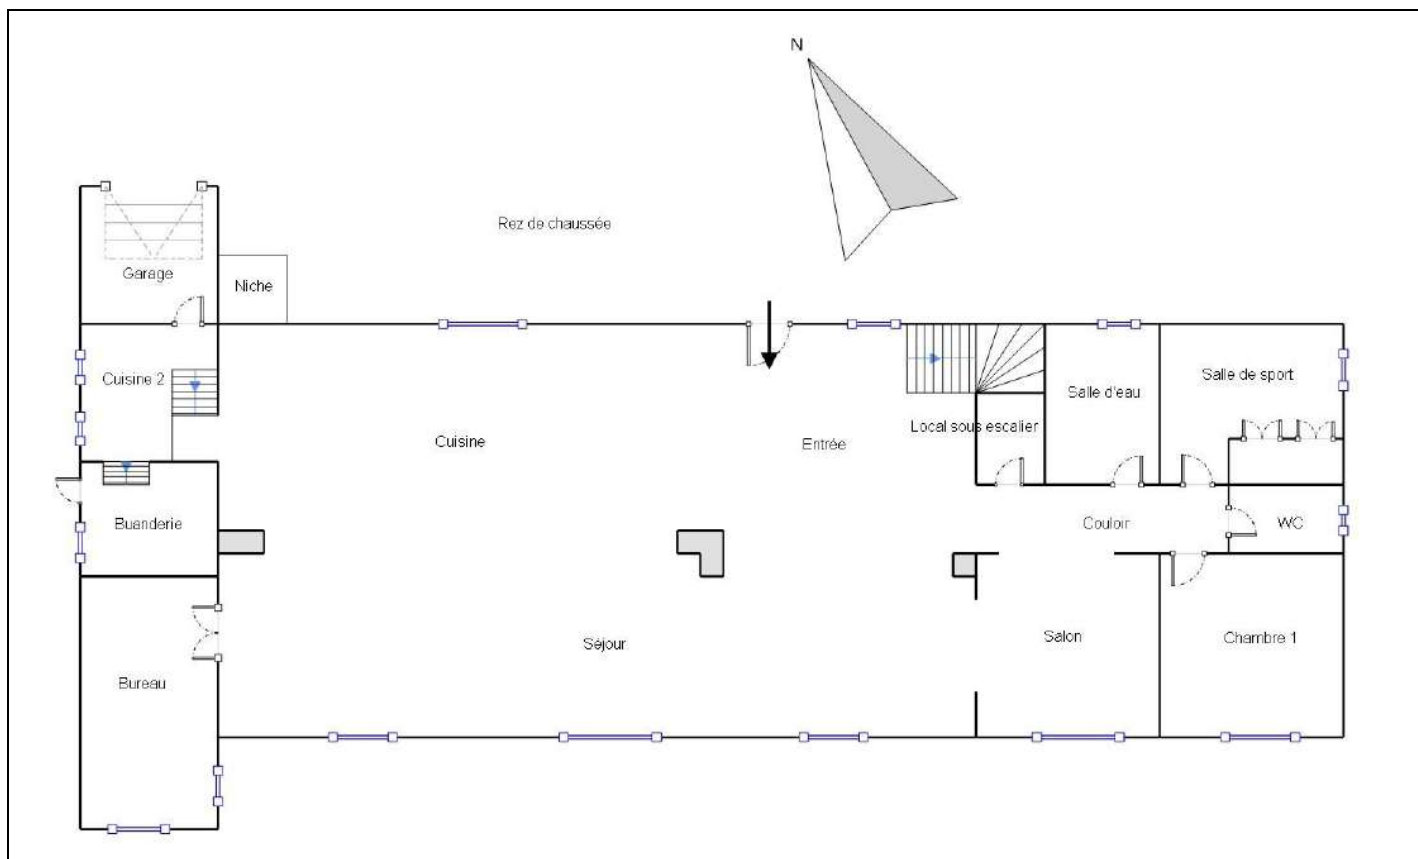 N
Rez de chaussée
Garage
Niche
Cuisine 2
Salle de sport
Salle d'eau
Local sous escalier
Cuisine
Entrée
Buanderie
Couloir
WC
Séjour
Salon
Chambre 1
Bureau